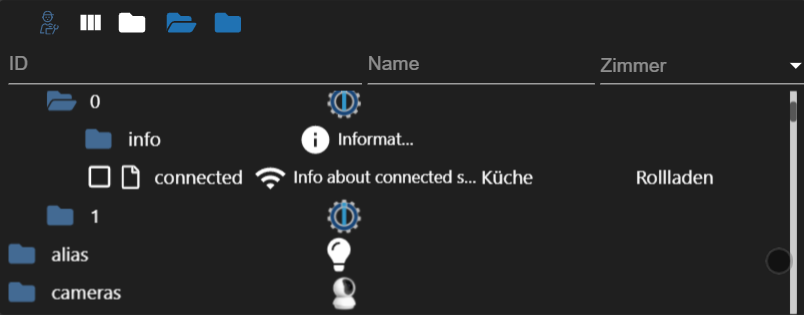 ID Name Zimmer
0
info Informat...
connected Info about connected s... Küche Rollladen
1
alias
cameras